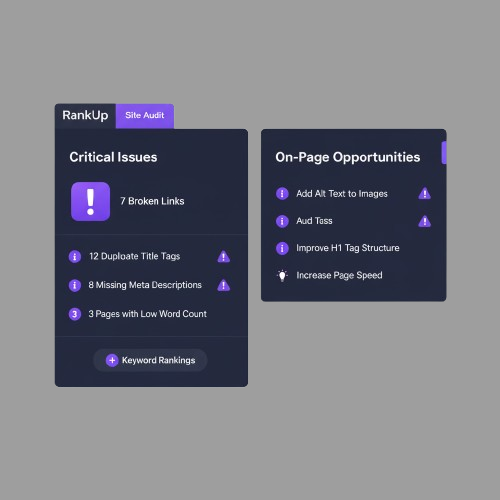 RankUp
Site Audit
Critical Issues
7 Broken Links
12 Dupluate Title Tags
8 Missing Meta Descriptions
3 3 Pages with Low Word Count
Keyword Rankings
On-Page Opportunities
Add Alt Text to Images
Aud Tass
Improve H1 Tag Structure
Increase Page Speed